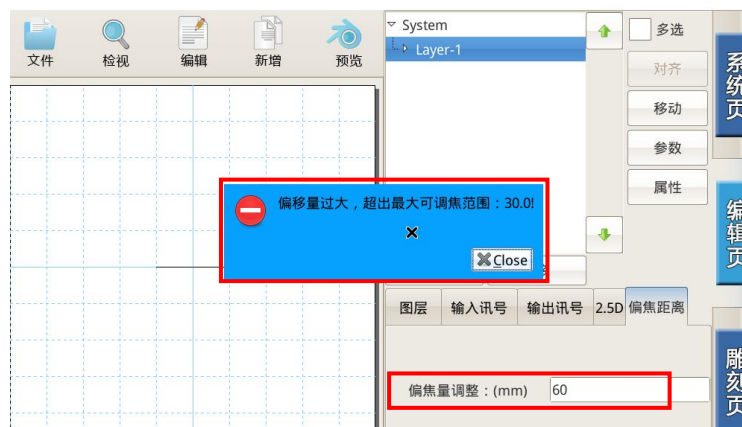 文件
检视
编辑
新增
预览
System
Layer-1
多选
对齐
移动
参数
属性
系统页
编辑页
雕刻页
偏移量过大，超出最大可调焦范围：30.0!
Close
图层
输入讯号
输出讯号
2.5D
偏焦距离
偏焦量调整：(mm)
60